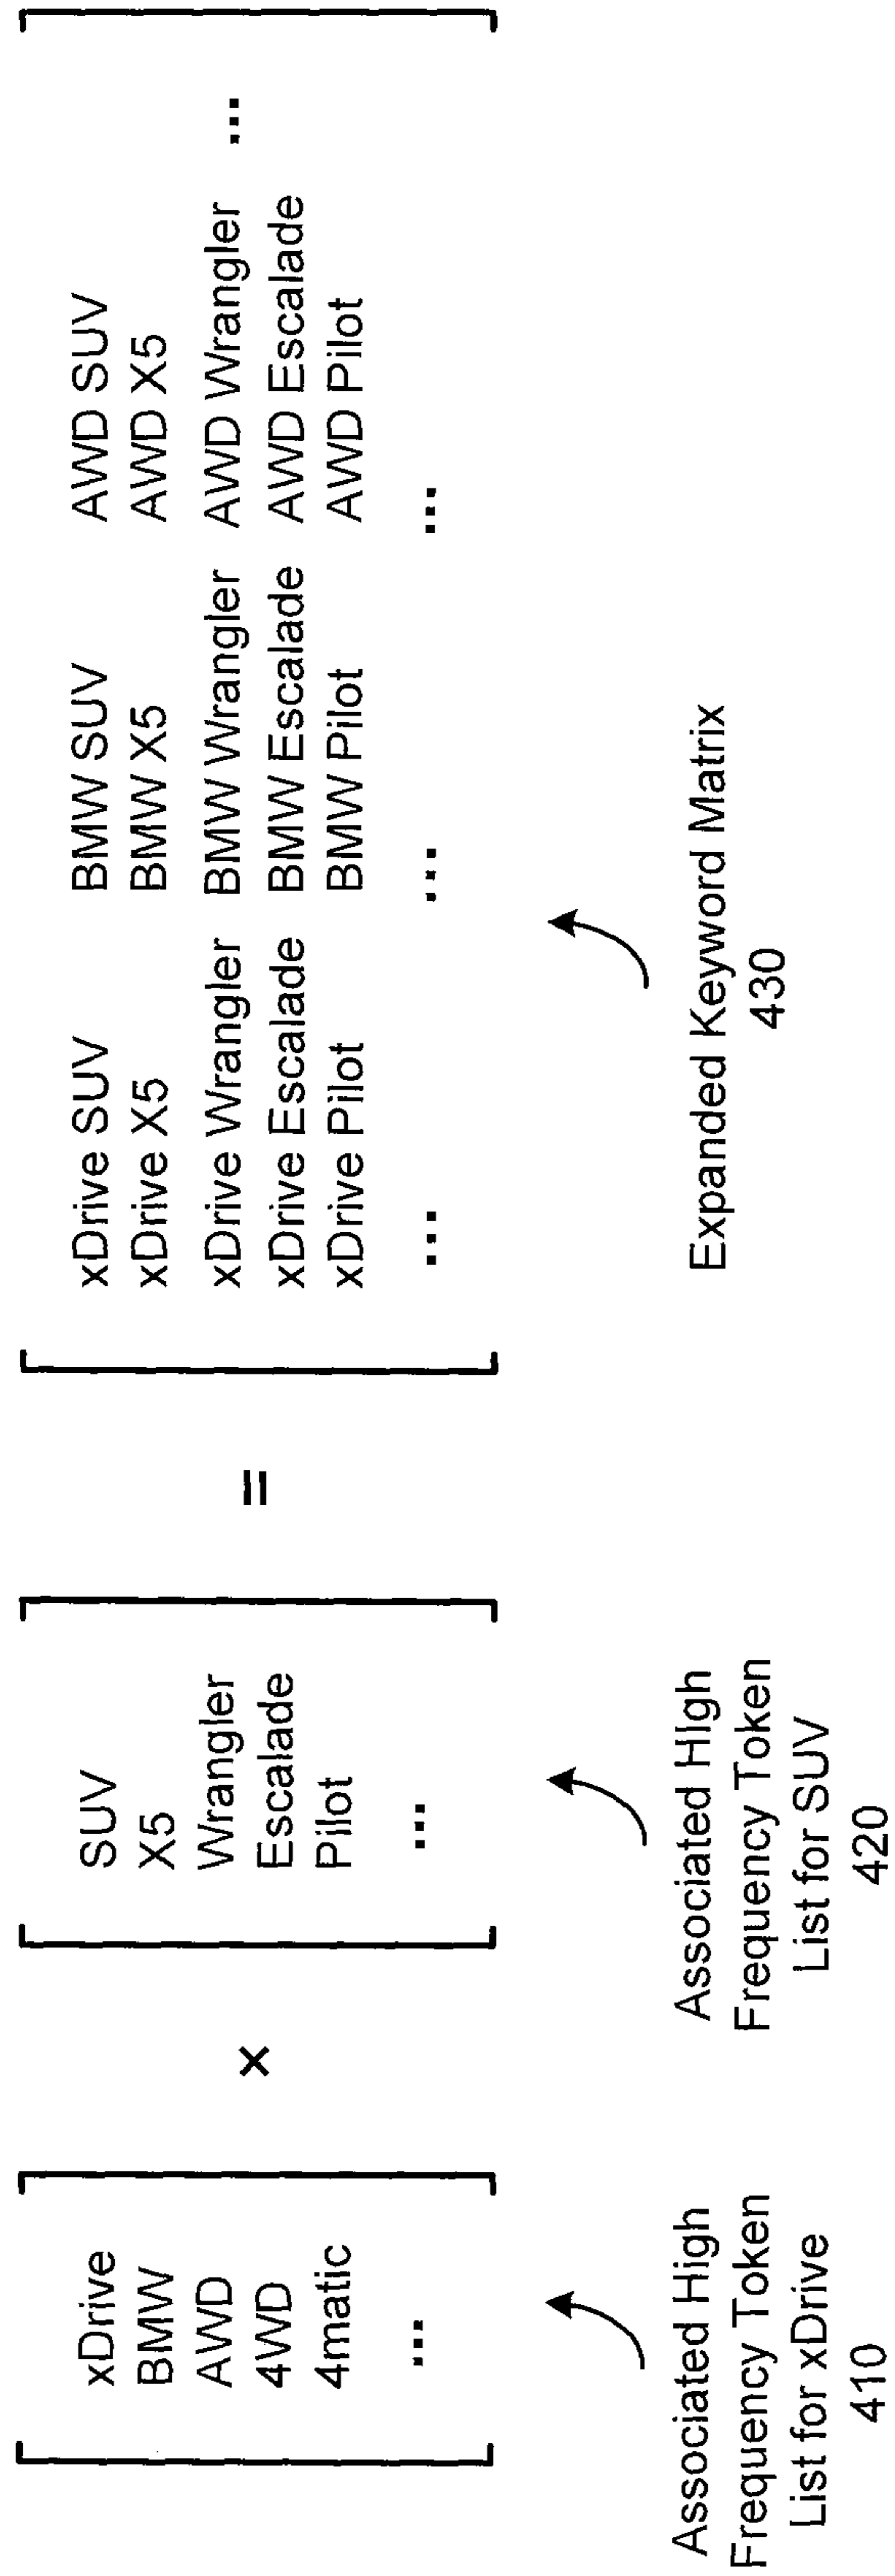 xDrive
BMW
AWD
4WD
4matic
...
×
SUV
X5
Wrangler
Escalade
Pilot
...
=
xDrive SUV BMW SUV AWD SUV
xDrive X5 BMW X5 AWD X5
xDrive Wrangler BMW Wrangler AWD Wrangler ...
xDrive Escalade BMW Escalade AWD Escalade
xDrive Pilot BMW Pilot AWD Pilot
... ... ...
Associated High
Frequency Token
List for xDrive
410
Associated High
Frequency Token
List for SUV
420
Expanded Keyword Matrix
430